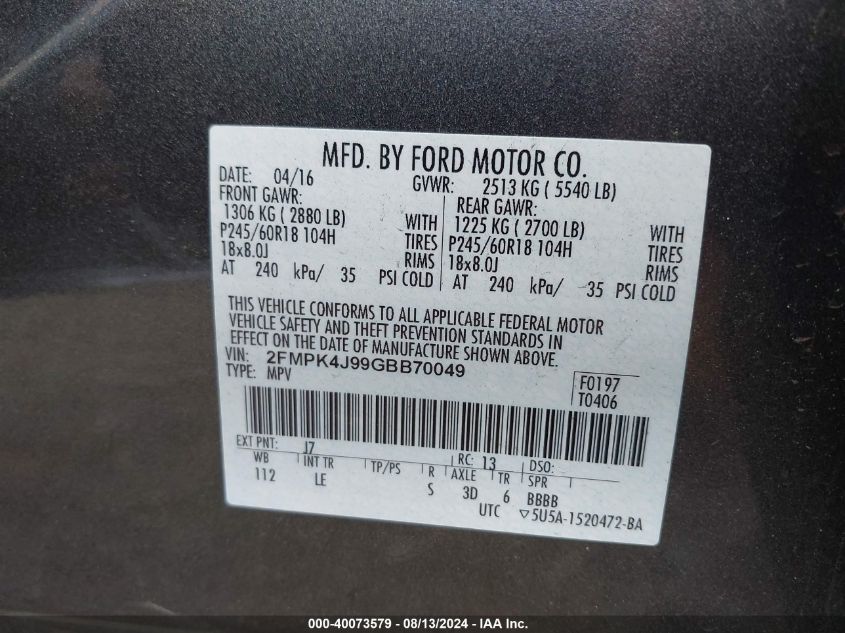 MFD. BY FORD MOTOR CO.
DATE: 04/16 GVWR: 2513 KG ( 5540 LB)
FRONT GAWR: REAR GAWR:
1306 KG ( 2880 LB) WITH 1225 KG ( 2700 LB) WITH
P245/60R18 104H TIRES P245/60R18 104H TIRES
18x8.0J RIMS 18x8.0J RIMS
AT 240 kPa/ 35 PSI COLD AT 240 kPa/ 35 PSI COLD
THIS VEHICLE CONFORMS TO ALL APPLICABLE FEDERAL MOTOR
VEHICLE SAFETY AND THEFT PREVENTION STANDARDS IN
EFFECT ON THE DATE OF MANUFACTURE SHOWN ABOVE.
VIN: 2FMPK4J99GBB70049
TYPE: MPV
F0197
T0406
EXT PNT: J7 RC: 13 DSO:
WB INT TR TP/PS R AXLE TR SPR
112 LE S 3D 6 BBBB
UTC ▽5U5A-1520472-BA
000-40073579 - 08/13/2024 - IAA Inc.